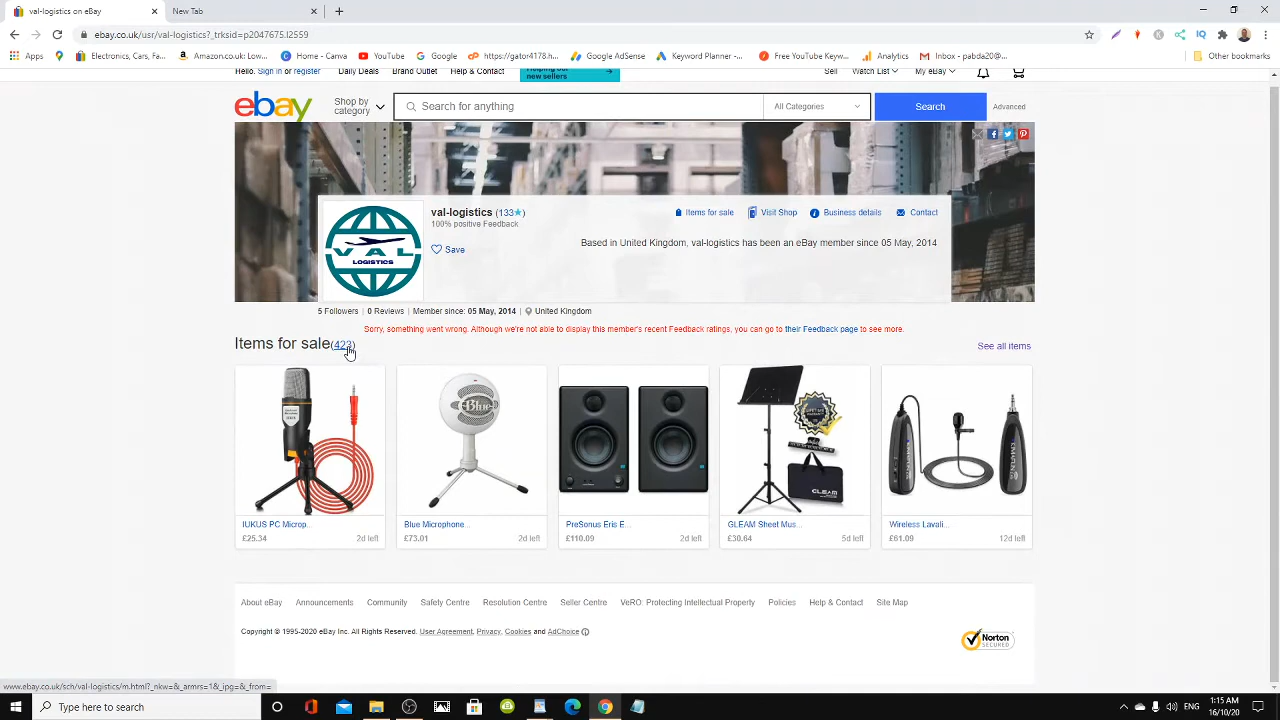 val-logistics on eBay
New Tab
ebay.co.uk/usr/val-logistics?_trksid=p2047675.l2559
Apps
Electronics, Cars, Fa...
Amazon.co.uk Low...
Home - Canva
YouTube
Google
https://gator4178.h...
Google AdSense
Keyword Planner -...
Free YouTube Keyw...
Analytics
Inbox - pabda20@...
Other bookmarks
Hello. Sign in or register
Daily Deals
Brand Outlet
Help & Contact
Helping our
new sellers
Sell
Watch List
My eBay
ebay
Shop by
category
Search for anything
All Categories
Search
Advanced
VAL
LOGISTICS
val-logistics (133)
100% positive Feedback
Save
Items for sale
Visit Shop
Business details
Contact
Based in United Kingdom, val-logistics has been an eBay member since 05 May, 2014
5 Followers | 0 Reviews | Member since: 05 May, 2014 | United Kingdom
Sorry, something went wrong. Although we're not able to display this member's recent Feedback ratings, you can go to their Feedback page to see more.
Items for sale(423)
See all items
Blue
LIFETIME
WARRANTY
GLEAM
IUKUS PC Microp...
£25.34
2d left
Blue Microphone...
£73.01
2d left
PreSonus Eris E...
£110.09
2d left
GLEAM Sheet Mus...
£30.64
5d left
Wireless Lavali...
£61.09
12d left
About eBay
Announcements
Community
Safety Centre
Resolution Centre
Seller Centre
VeRO: Protecting Intellectual Property
Policies
Help & Contact
Site Map
Copyright © 1995-2020 eBay Inc. All Rights Reserved. User Agreement, Privacy, Cookies and AdChoice
Norton
SECURED
www.ebay.co.uk/sch/val-logistics/m.html?_nkw=&_armrs=1&_ipg=&_from=
Type here to search
ENG
1:15 AM
16/10/20